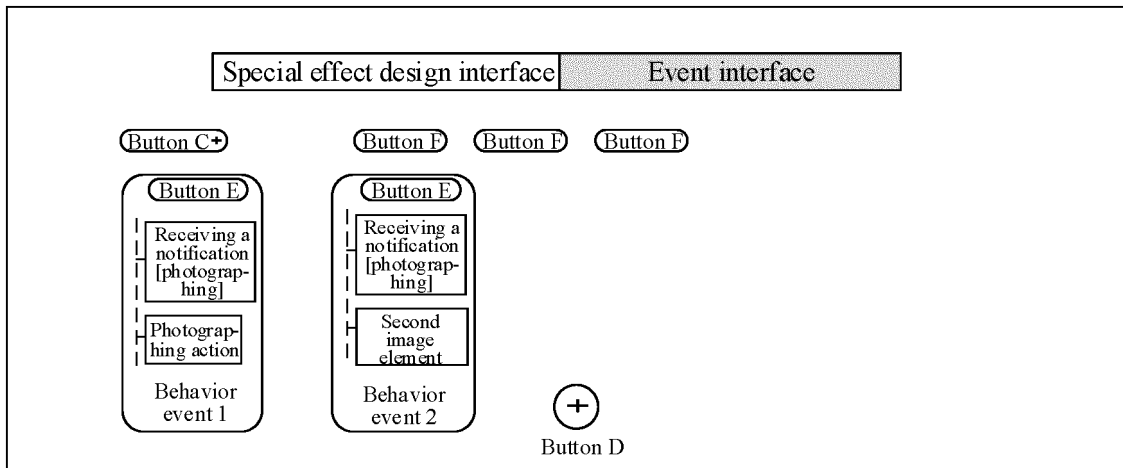 Special effect design interface
Event interface
Button C+
Button F
Button F
Button F
Button E
Receiving a
notification
[photograp-
hing]
Photograp-
hing action
Behavior
event 1
Button E
Receiving a
notification
[photograp-
hing]
Second
image
element
Behavior
event 2
+
Button D